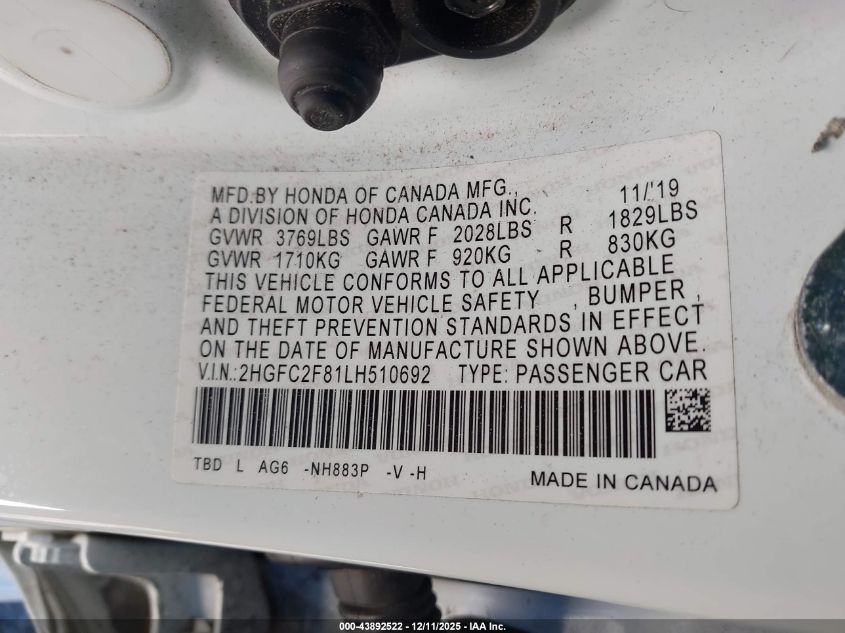 MFD.BY HONDA OF CANADA MFG., 11/'19
A DIVISION OF HONDA CANADA INC.
GVWR 3769LBS GAWR F 2028LBS R 1829LBS
GVWR 1710KG GAWR F 920KG R 830KG
THIS VEHICLE CONFORMS TO ALL APPLICABLE
FEDERAL MOTOR VEHICLE SAFETY , BUMPER ,
AND THEFT PREVENTION STANDARDS IN EFFECT
ON THE DATE OF MANUFACTURE SHOWN ABOVE.
V.I.N.:2HGFC2F81LH510692 TYPE: PASSENGER CAR
TBD L AG6 -NH883P -V -H
MADE IN CANADA
000-43892522 - 12/11/2025 - IAA Inc.